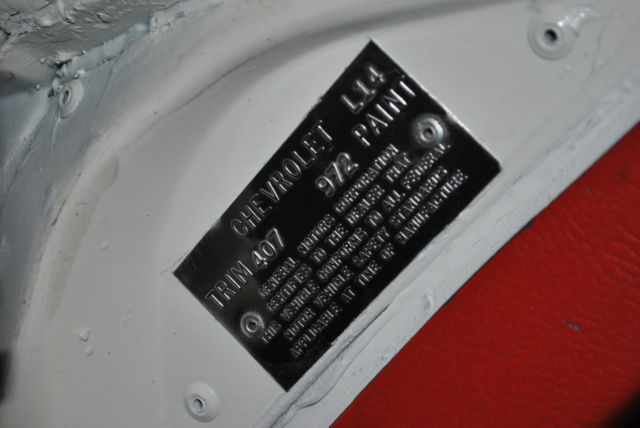 CHEVROLET L14
TRIM 407 972 PAINT
GENERAL MOTORS CORPORATION
CERTIFIES TO THE DEALER THAT
THIS VEHICLE CONFORMS TO ALL FEDERAL
MOTOR VEHICLE SAFETY STANDARDS
APPLICABLE AT TIME OF MANUFACTURE